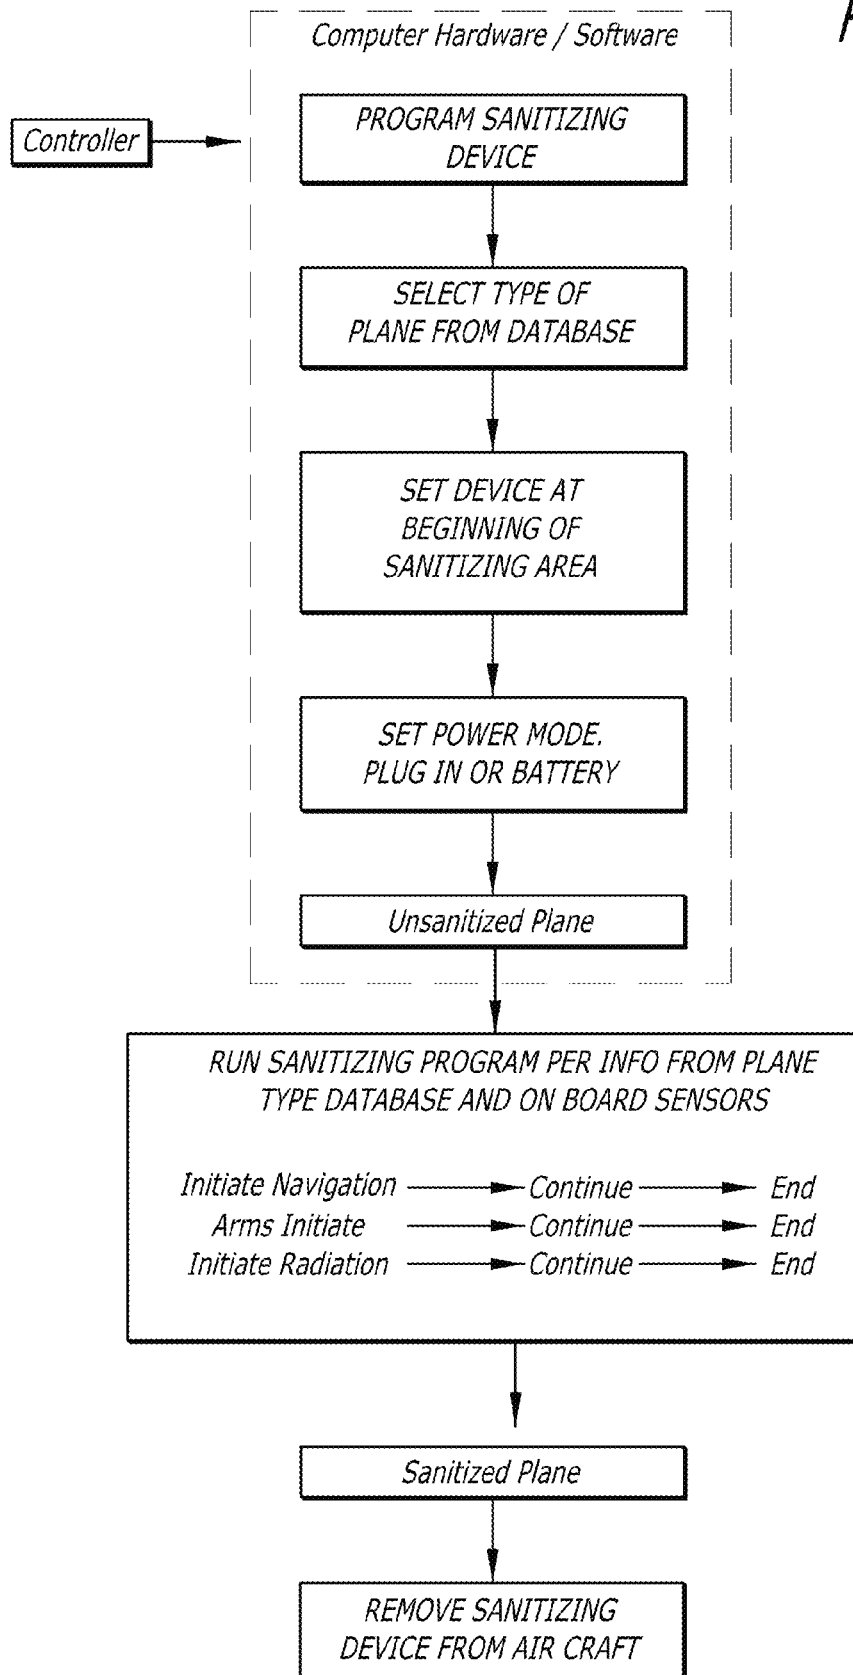 Computer Hardware / Software
Controller
PROGRAM SANITIZING
DEVICE
SELECT TYPE OF
PLANE FROM DATABASE
SET DEVICE AT
BEGINNING OF
SANITIZING AREA
SET POWER MODE.
PLUG IN OR BATTERY
Unsanitized Plane
RUN SANITIZING PROGRAM PER INFO FROM PLANE
TYPE DATABASE AND ON BOARD SENSORS
Initiate Navigation Continue End
Arms Initiate Continue End
Initiate Radiation Continue End
Sanitized Plane
REMOVE SANITIZING
DEVICE FROM AIR CRAFT